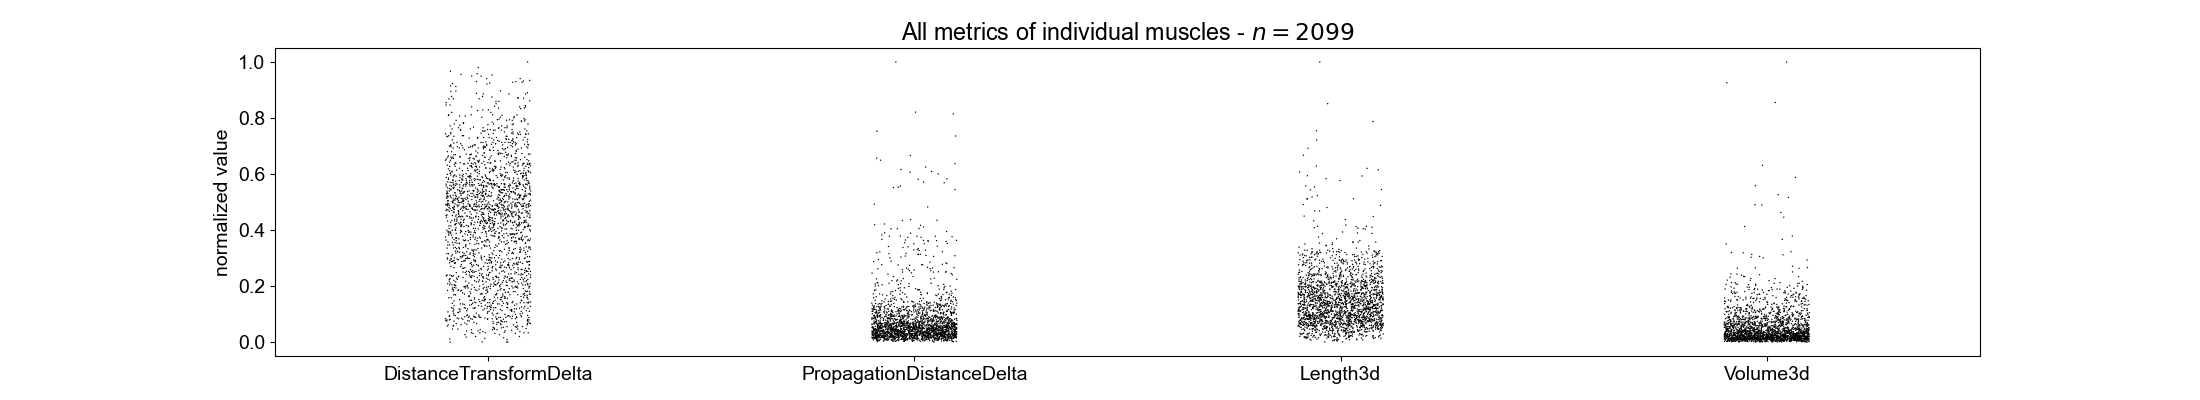 All metrics of individual muscles - n = 2099
normalized value
1.0
0.8
0.6
0.4
0.2
0.0
DistanceTransformDelta PropagationDistanceDelta Length3d Volume3d